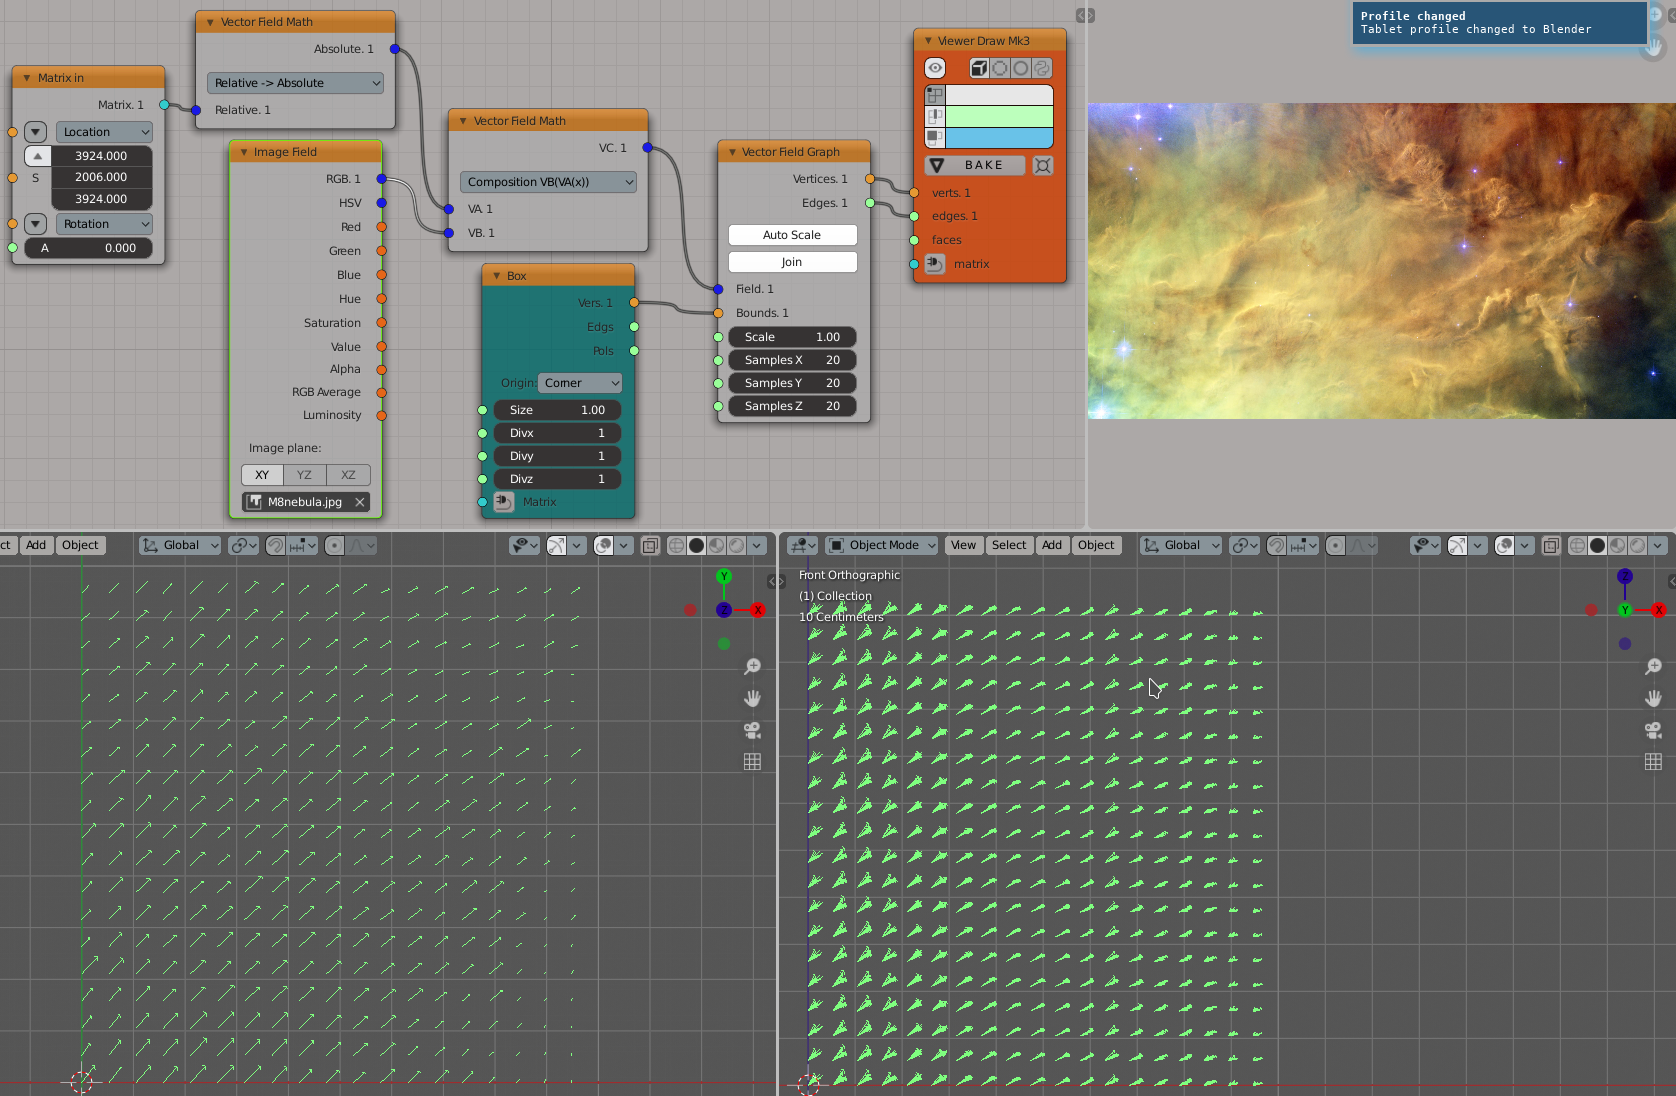 Matrix in
Matrix. 1
Location
3924.000
S
2006.000
3924.000
Rotation
A
0.000
Vector Field Math
Absolute. 1
Relative -> Absolute
Relative. 1
Image Field
RGB. 1
HSV
Red
Green
Blue
Hue
Saturation
Value
Alpha
RGB Average
Luminosity
Image plane:
XY
YZ
XZ
M8nebula.jpg
Vector Field Math
VC. 1
Composition VB(VA(x))
VA. 1
VB. 1
Box
Vers. 1
Edgs
Pols
Origin:
Corner
Size 1.00
Divx 1
Divy 1
Divz 1
Matrix
Vector Field Graph
Vertices. 1
Edges. 1
Auto Scale
Join
Field. 1
Bounds. 1
Scale 1.00
Samples X 20
Samples Y 20
Samples Z 20
Viewer Draw Mk3
BAKE
verts. 1
edges. 1
faces
matrix
Profile changed
Tablet profile changed to Blender
ct Add Object Global
Y
Z X
Object Mode View Select Add Object Global
Front Orthographic
(1) Collection
10 Centimeters
Z
Y X